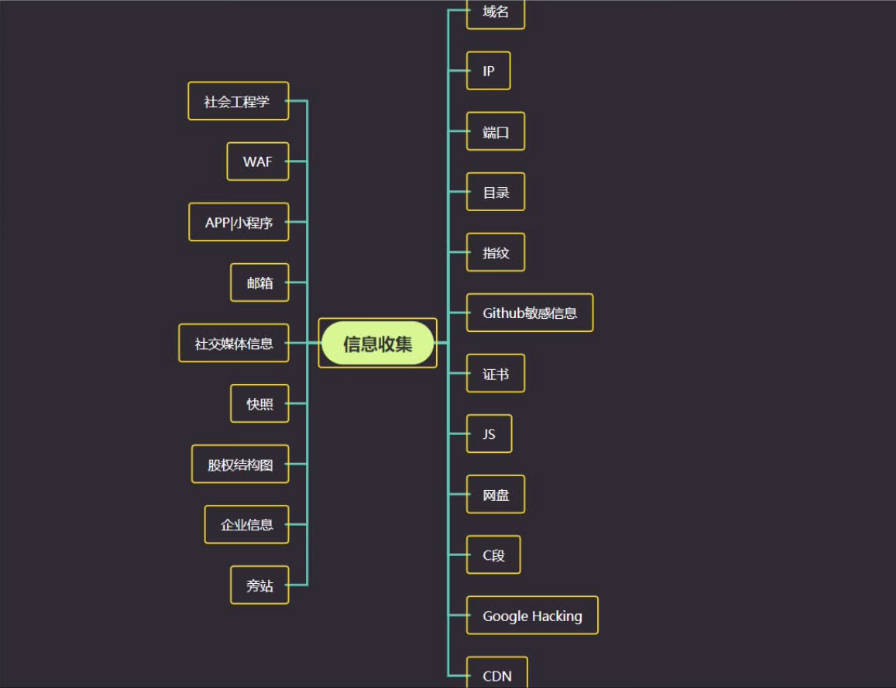 信息收集
域名
IP
端口
目录
指纹
Github敏感信息
证书
JS
网盘
C段
Google Hacking
CDN
社会工程学
WAF
APP|小程序
邮箱
社交媒体信息
快照
股权结构图
企业信息
旁站